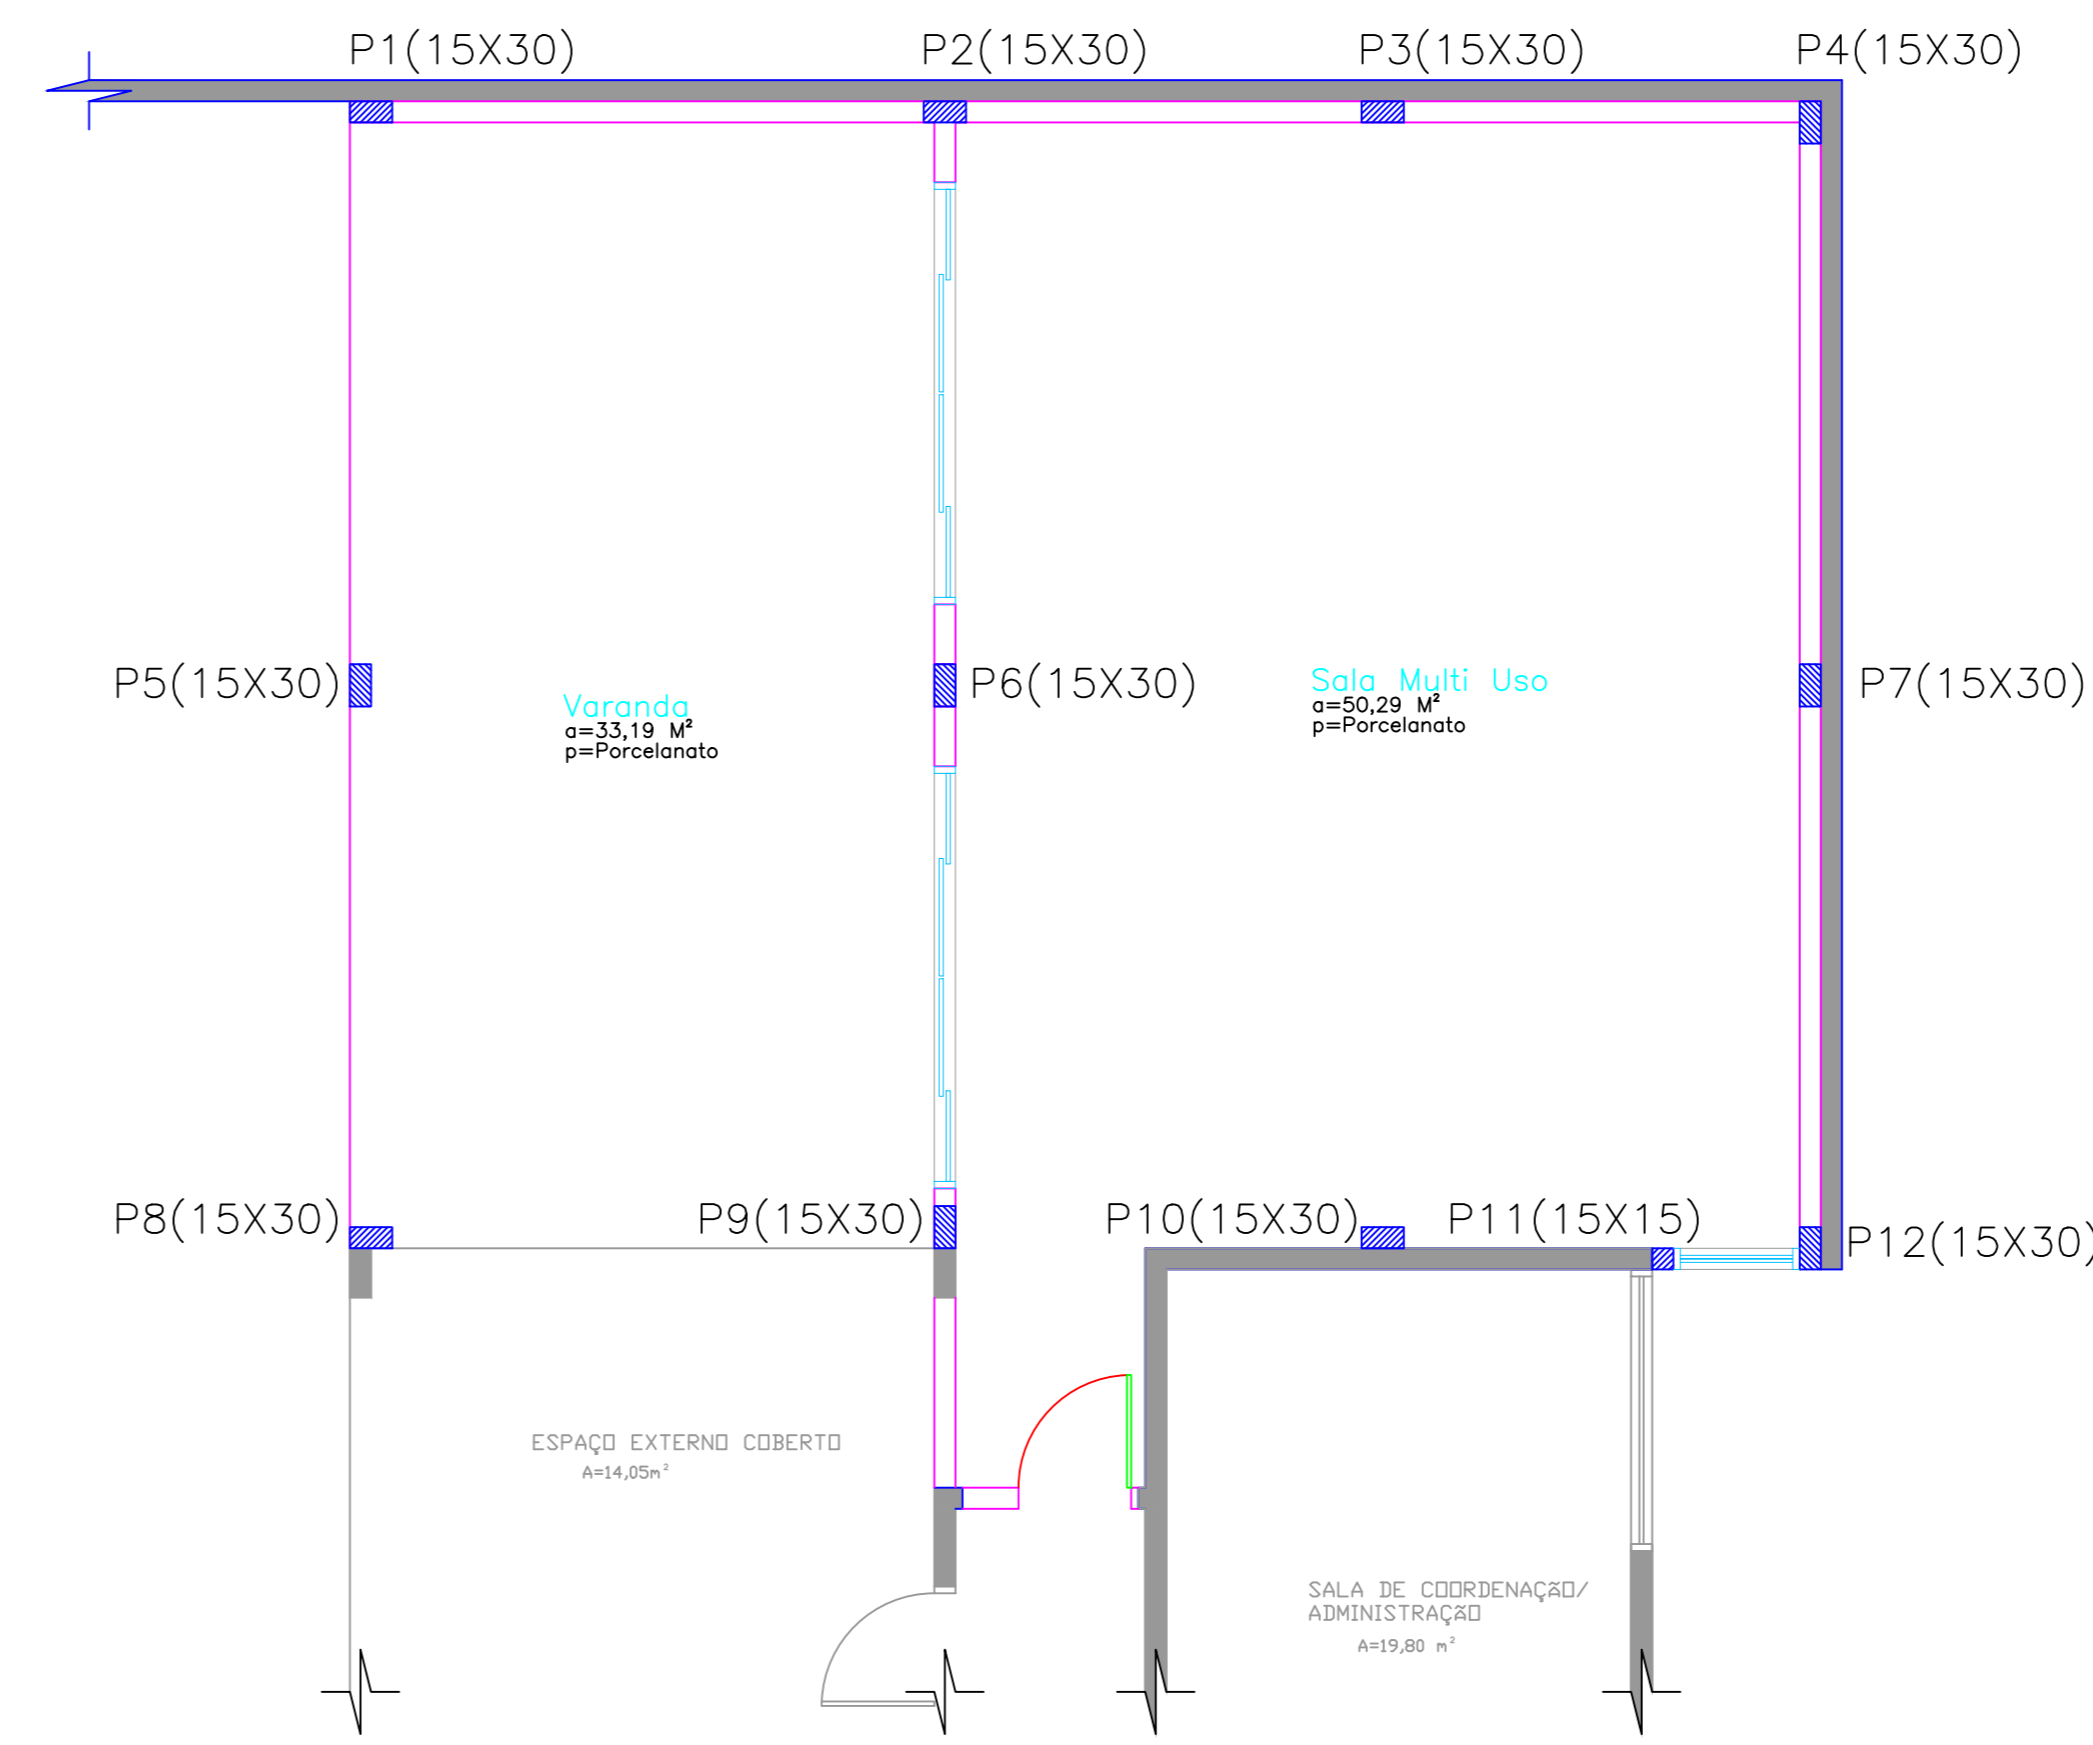 P1(15X30)
P2(15X30)
P3(15X30)
P4(15X30)
P5(15X30)
Varanda
a=33,19 M²
p=Porcelanato
P6(15X30)
Sala Multi Uso
a=50,29 M²
p=Porcelanato
P7(15X30)
P8(15X30)
P9(15X30)
P10(15X30)
P11(15X15)
P12(15X30)
ESPAÇO EXTERNO COBERTO
A=14,05m²
SALA DE COORDENAÇÃO/
ADMINISTRAÇÃO
A=19,80 m²